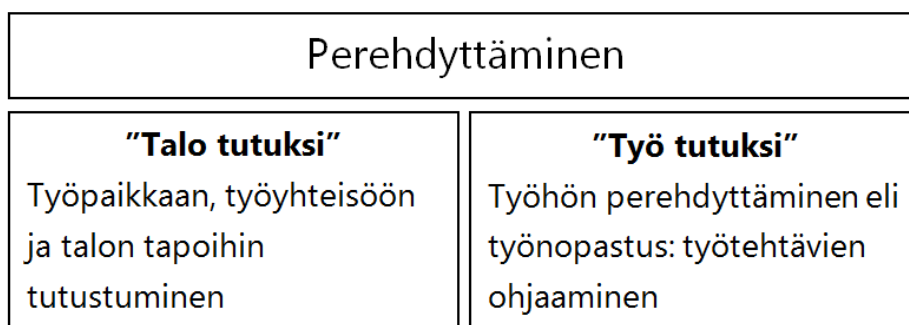 Perehdyttäminen
”Talo tutuksi”
Työpaikkaan, työyhteisöön
ja talon tapoihin
tutustuminen
”Työ tutuksi”
Työhön perehdyttäminen eli
työnopastus: työtehtävien
ohjaaminen